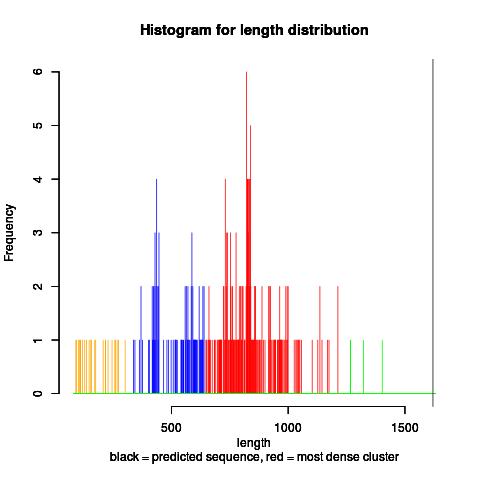 Histogram for length distribution
6
5
4
3
2
1
0
Frequency
500 1000 1500
length
black = predicted sequence, red = most dense cluster